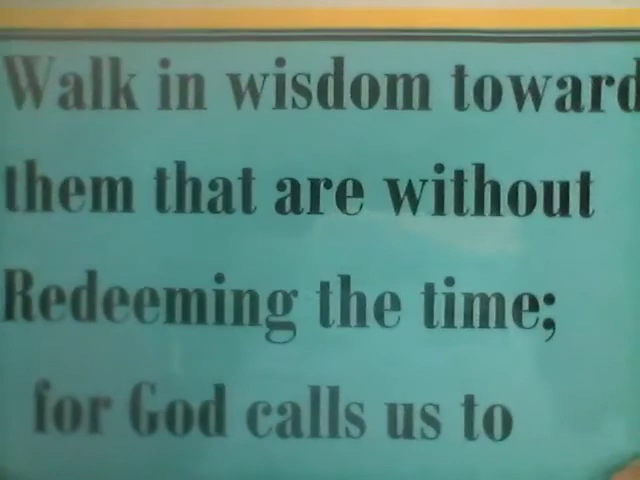 Walk in wisdom toward
them that are without
Redeeming the time;
for God calls us to